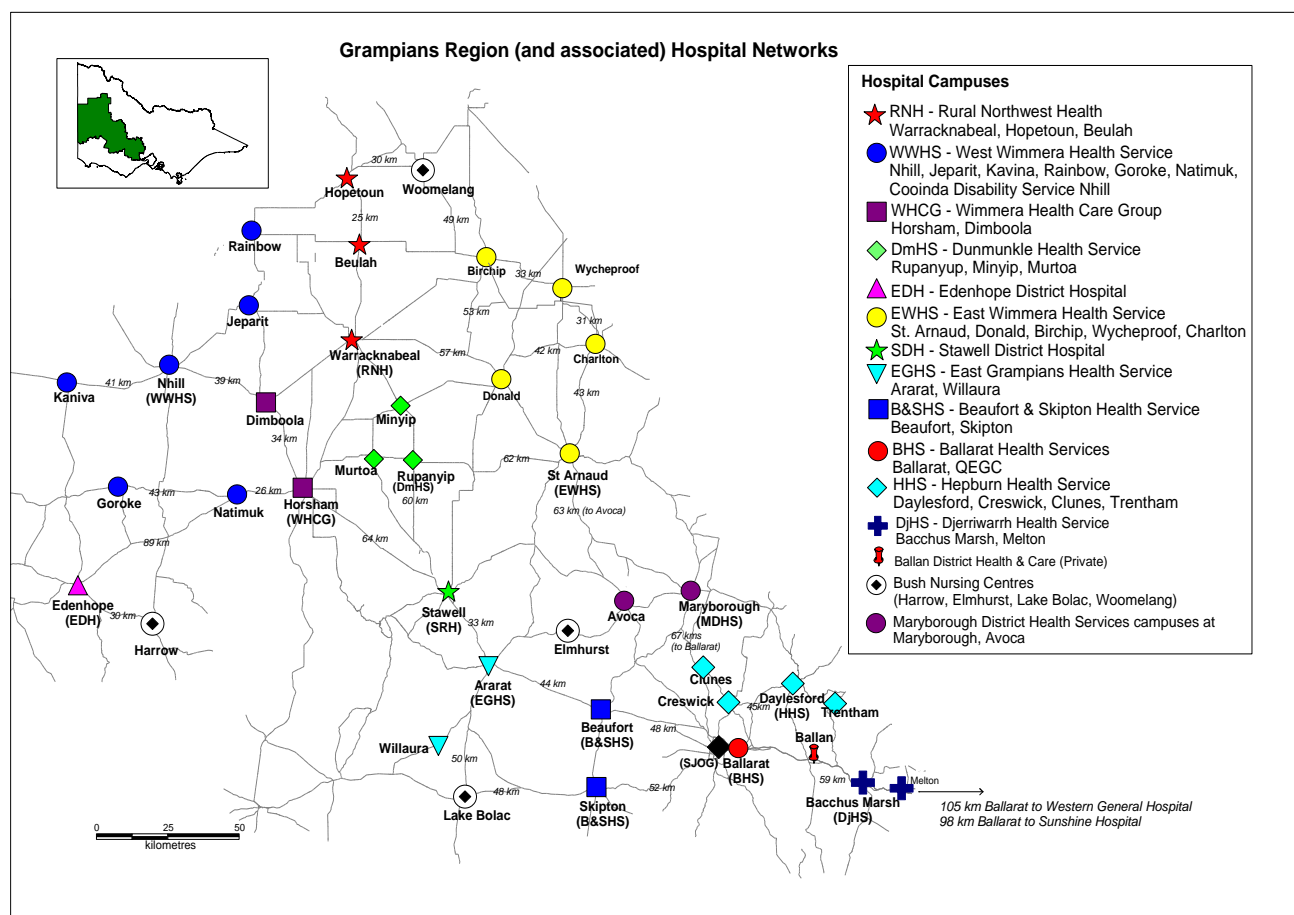 Grampians Region (and associated) Hospital Networks
Hospital Campuses
RNH - Rural Northwest Health
Warracknabeal, Hopetoun, Beulah
WWHS - West Wimmera Health Service
Nhill, Jeparit, Kavina, Rainbow, Goroke, Natimuk,
Cooinda Disability Service Nhill
WHCG - Wimmera Health Care Group
Horsham, Dimboola
DmHS - Dunmunkle Health Service
Rupanyup, Minyip, Murtoa
EDH - Edenhope District Hospital
EWHS - East Wimmera Health Service
St. Arnaud, Donald, Birchip, Wycheproof, Charlton
SDH - Stawell District Hospital
EGHS - East Grampians Health Service
Ararat, Willaura
B&SHS - Beaufort & Skipton Health Service
Beaufort, Skipton
BHS - Ballarat Health Services
Ballarat, QEGC
HHS - Hepburn Health Service
Daylesford, Creswick, Clunes, Trentham
DjHS - Djerriwarrh Health Service
Bacchus Marsh, Melton
Ballan District Health & Care (Private)
Bush Nursing Centres
(Harrow, Elmhurst, Lake Bolac, Woomelang)
Maryborough District Health Services campuses at
Maryborough, Avoca
30 km
Hopetoun
Woomelang
25 km
49 km
Rainbow
Beulah
Birchip
33 km
Wycheproof
Jeparit
53 km
31 km
Warracknabeal
(RNH)
57 km
42 km
Charlton
Nhill
(WWHS)
41 km
39 km
Kaniva
Donald
43 km
Dimboola
Minyip
34 km
Murtoa
Rupanyip
(DmHS)
62 km
St Arnaud
(EWHS)
60 km
Goroke
43 km
Natimuk
26 km
Horsham
(WHCG)
63 km (to Avoca)
89 km
64 km
Edenhope
(EDH)
39 km
Harrow
Stawell
(SRH)
33 km
Elmhurst
Avoca
Maryborough
(MDHS)
67 kms
(to Ballarat)
Clunes
Ararat
(EGHS)
44 km
Creswick
45km
Daylesford
(HHS)
Trentham
Beaufort
(B&SHS)
48 km
Willaura
50 km
(SJOG)
Ballarat
(BHS)
Ballan
59 km
Melton
Bacchus Marsh
(DjHS)
Lake Bolac
48 km
Skipton
(B&SHS)
52 km
105 km Ballarat to Western General Hospital
98 km Ballarat to Sunshine Hospital
0 25 50
kilometres